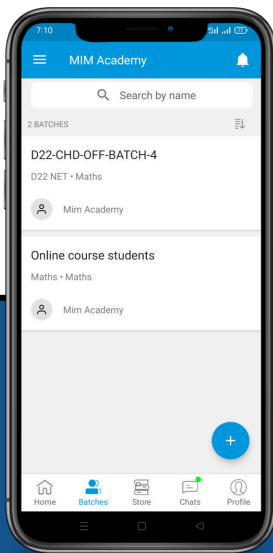 7:10
MIM Academy
Search by name
2 BATCHES
D22-CHD-OFF-BATCH-4
D22 NET • Maths
Mim Academy
Online course students
Maths • Maths
Mim Academy
+
Home Batches Store Chats Profile